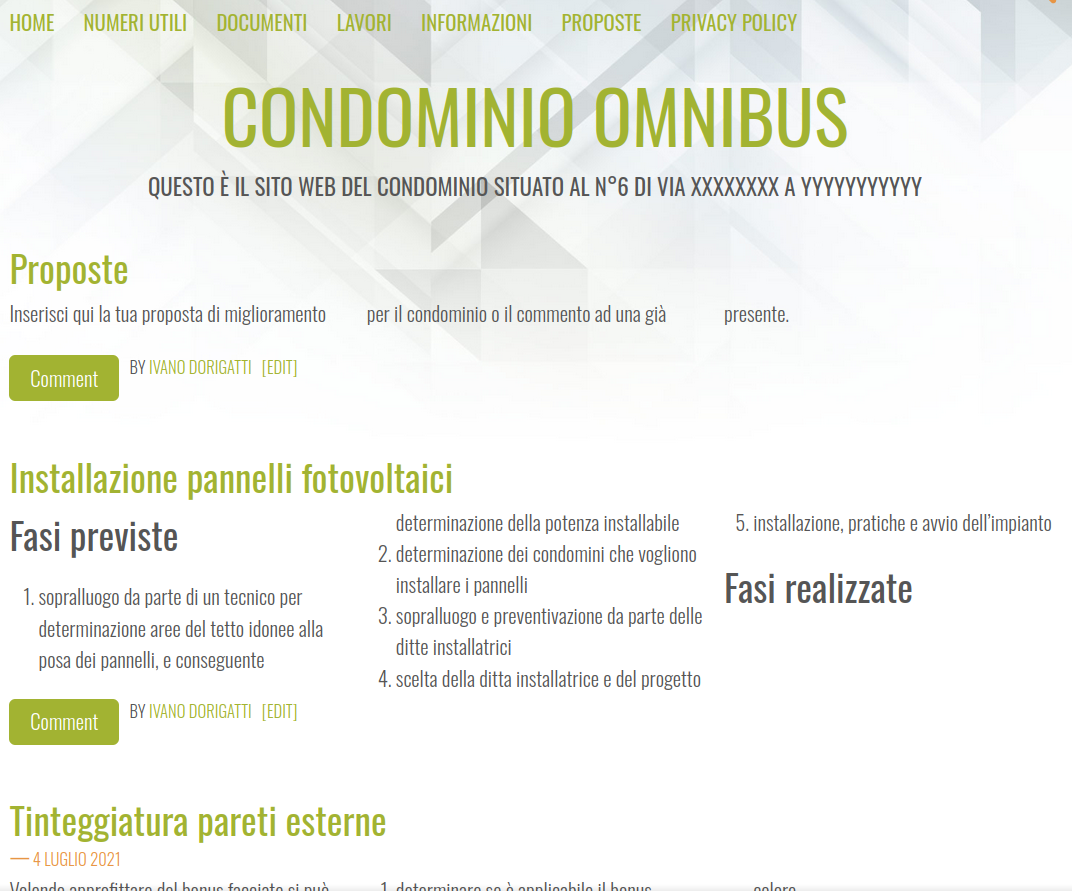 HOME NUMERI UTILI DOCUMENTI LAVORI INFORMAZIONI PROPOSTE PRIVACY POLICY
CONDOMINIO OMNIBUS
QUESTO È IL SITO WEB DEL CONDOMINIO SITUATO AL N°6 DI VIA XXXXXXXX A YYYYYYYYYYY
Proposte
Inserisci qui la tua proposta di miglioramento
per il condominio o il commento ad una già
presente.
Comment BY IVANO DORIGATTI [EDIT]
Installazione pannelli fotovoltaici
Fasi previste
1. sopralluogo da parte di un tecnico per
determinazione aree del tetto idonee alla
posa dei pannelli, e conseguente
determinazione della potenza installabile
2. determinazione dei condomini che vogliono
installare i pannelli
3. sopralluogo e preventivazione da parte delle
ditte installatrici
4. scelta della ditta installatrice e del progetto
5. installazione, pratiche e avvio dell'impianto
Fasi realizzate
Comment BY IVANO DORIGATTI [EDIT]
Tinteggiatura pareti esterne
— 4 LUGLIO 2021
Volendo approfittare del bonus facciate si può
1. determinare se è applicabile il bonus
colore